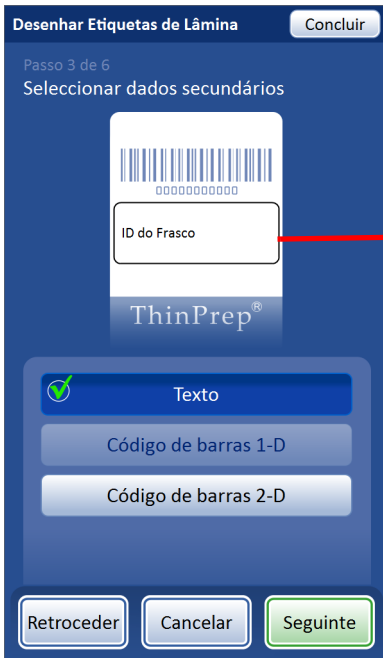 Desenhar Etiquetas de Lâmina
Concluir
Passo 3 de 6
Seleccionar dados secundários
00000000000
ID do Frasco
ThinPrep®
Texto
Código de barras 1-D
Código de barras 2-D
Retroceder
Cancelar
Seguinte